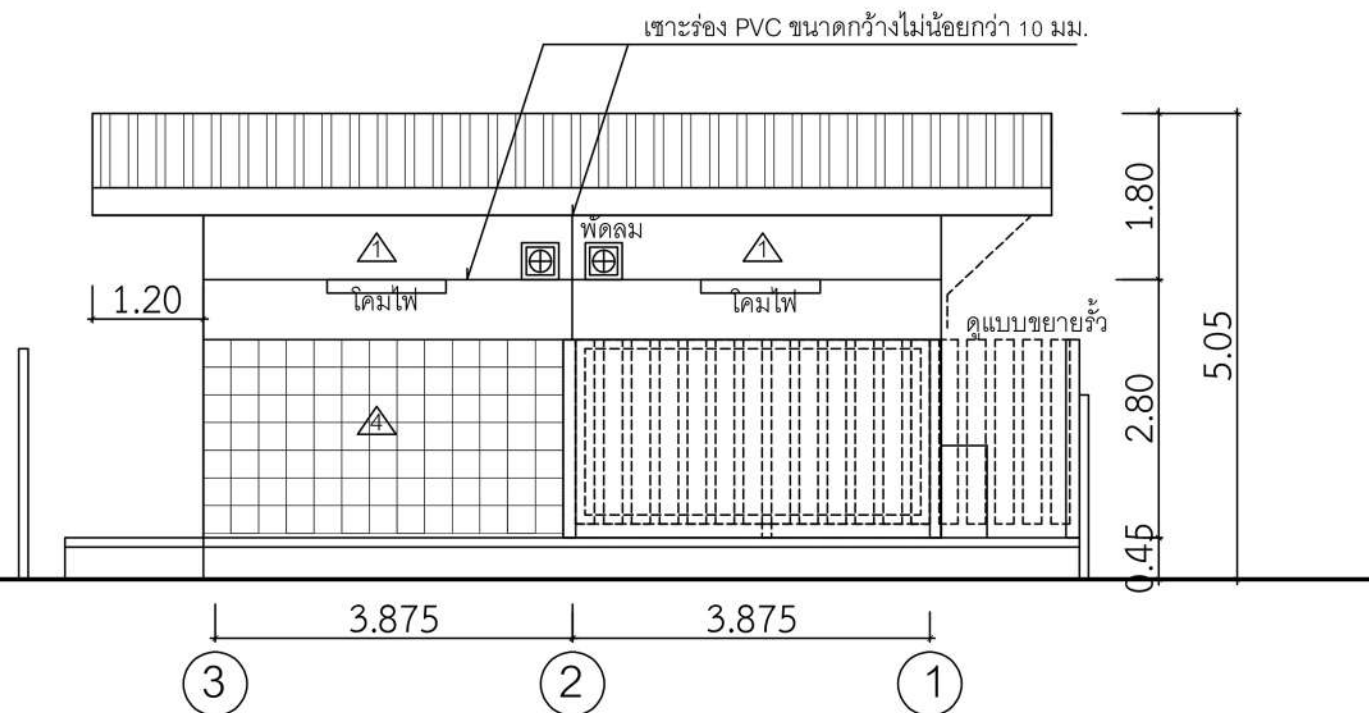 เซาะร่อง PVC ขนาดกว้างไม่น้อยกว่า 10 มม.
1.80
พัดลม
1
1
1.20
โคมไฟ
โคมไฟ
ดูแบบขยายรั้ว
5.05
2.80
4
0.45
3.875
3.875
3
2
1